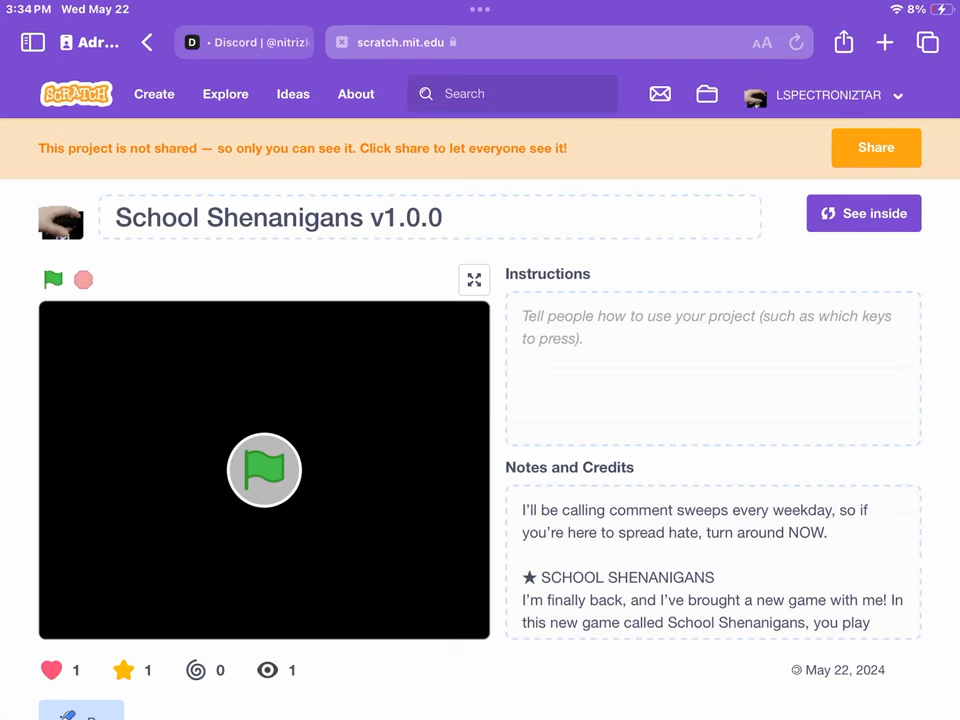 3:34 PM Wed May 22
8%
Adr...
D · Discord | @nitrizl
scratch.mit.edu
AA
SCRATCH
Create
Explore
Ideas
About
Search
LSPECTRONIZTAR
This project is not shared — so only you can see it. Click share to let everyone see it!
Share
School Shenanigans v1.0.0
See inside
Instructions
Tell people how to use your project (such as which keys
to press).
Notes and Credits
I’ll be calling comment sweeps every weekday, so if
you’re here to spread hate, turn around NOW.
★ SCHOOL SHENANIGANS
I’m finally back, and I’ve brought a new game with me! In
this new game called School Shenanigans, you play
1
1
0
1
© May 22, 2024